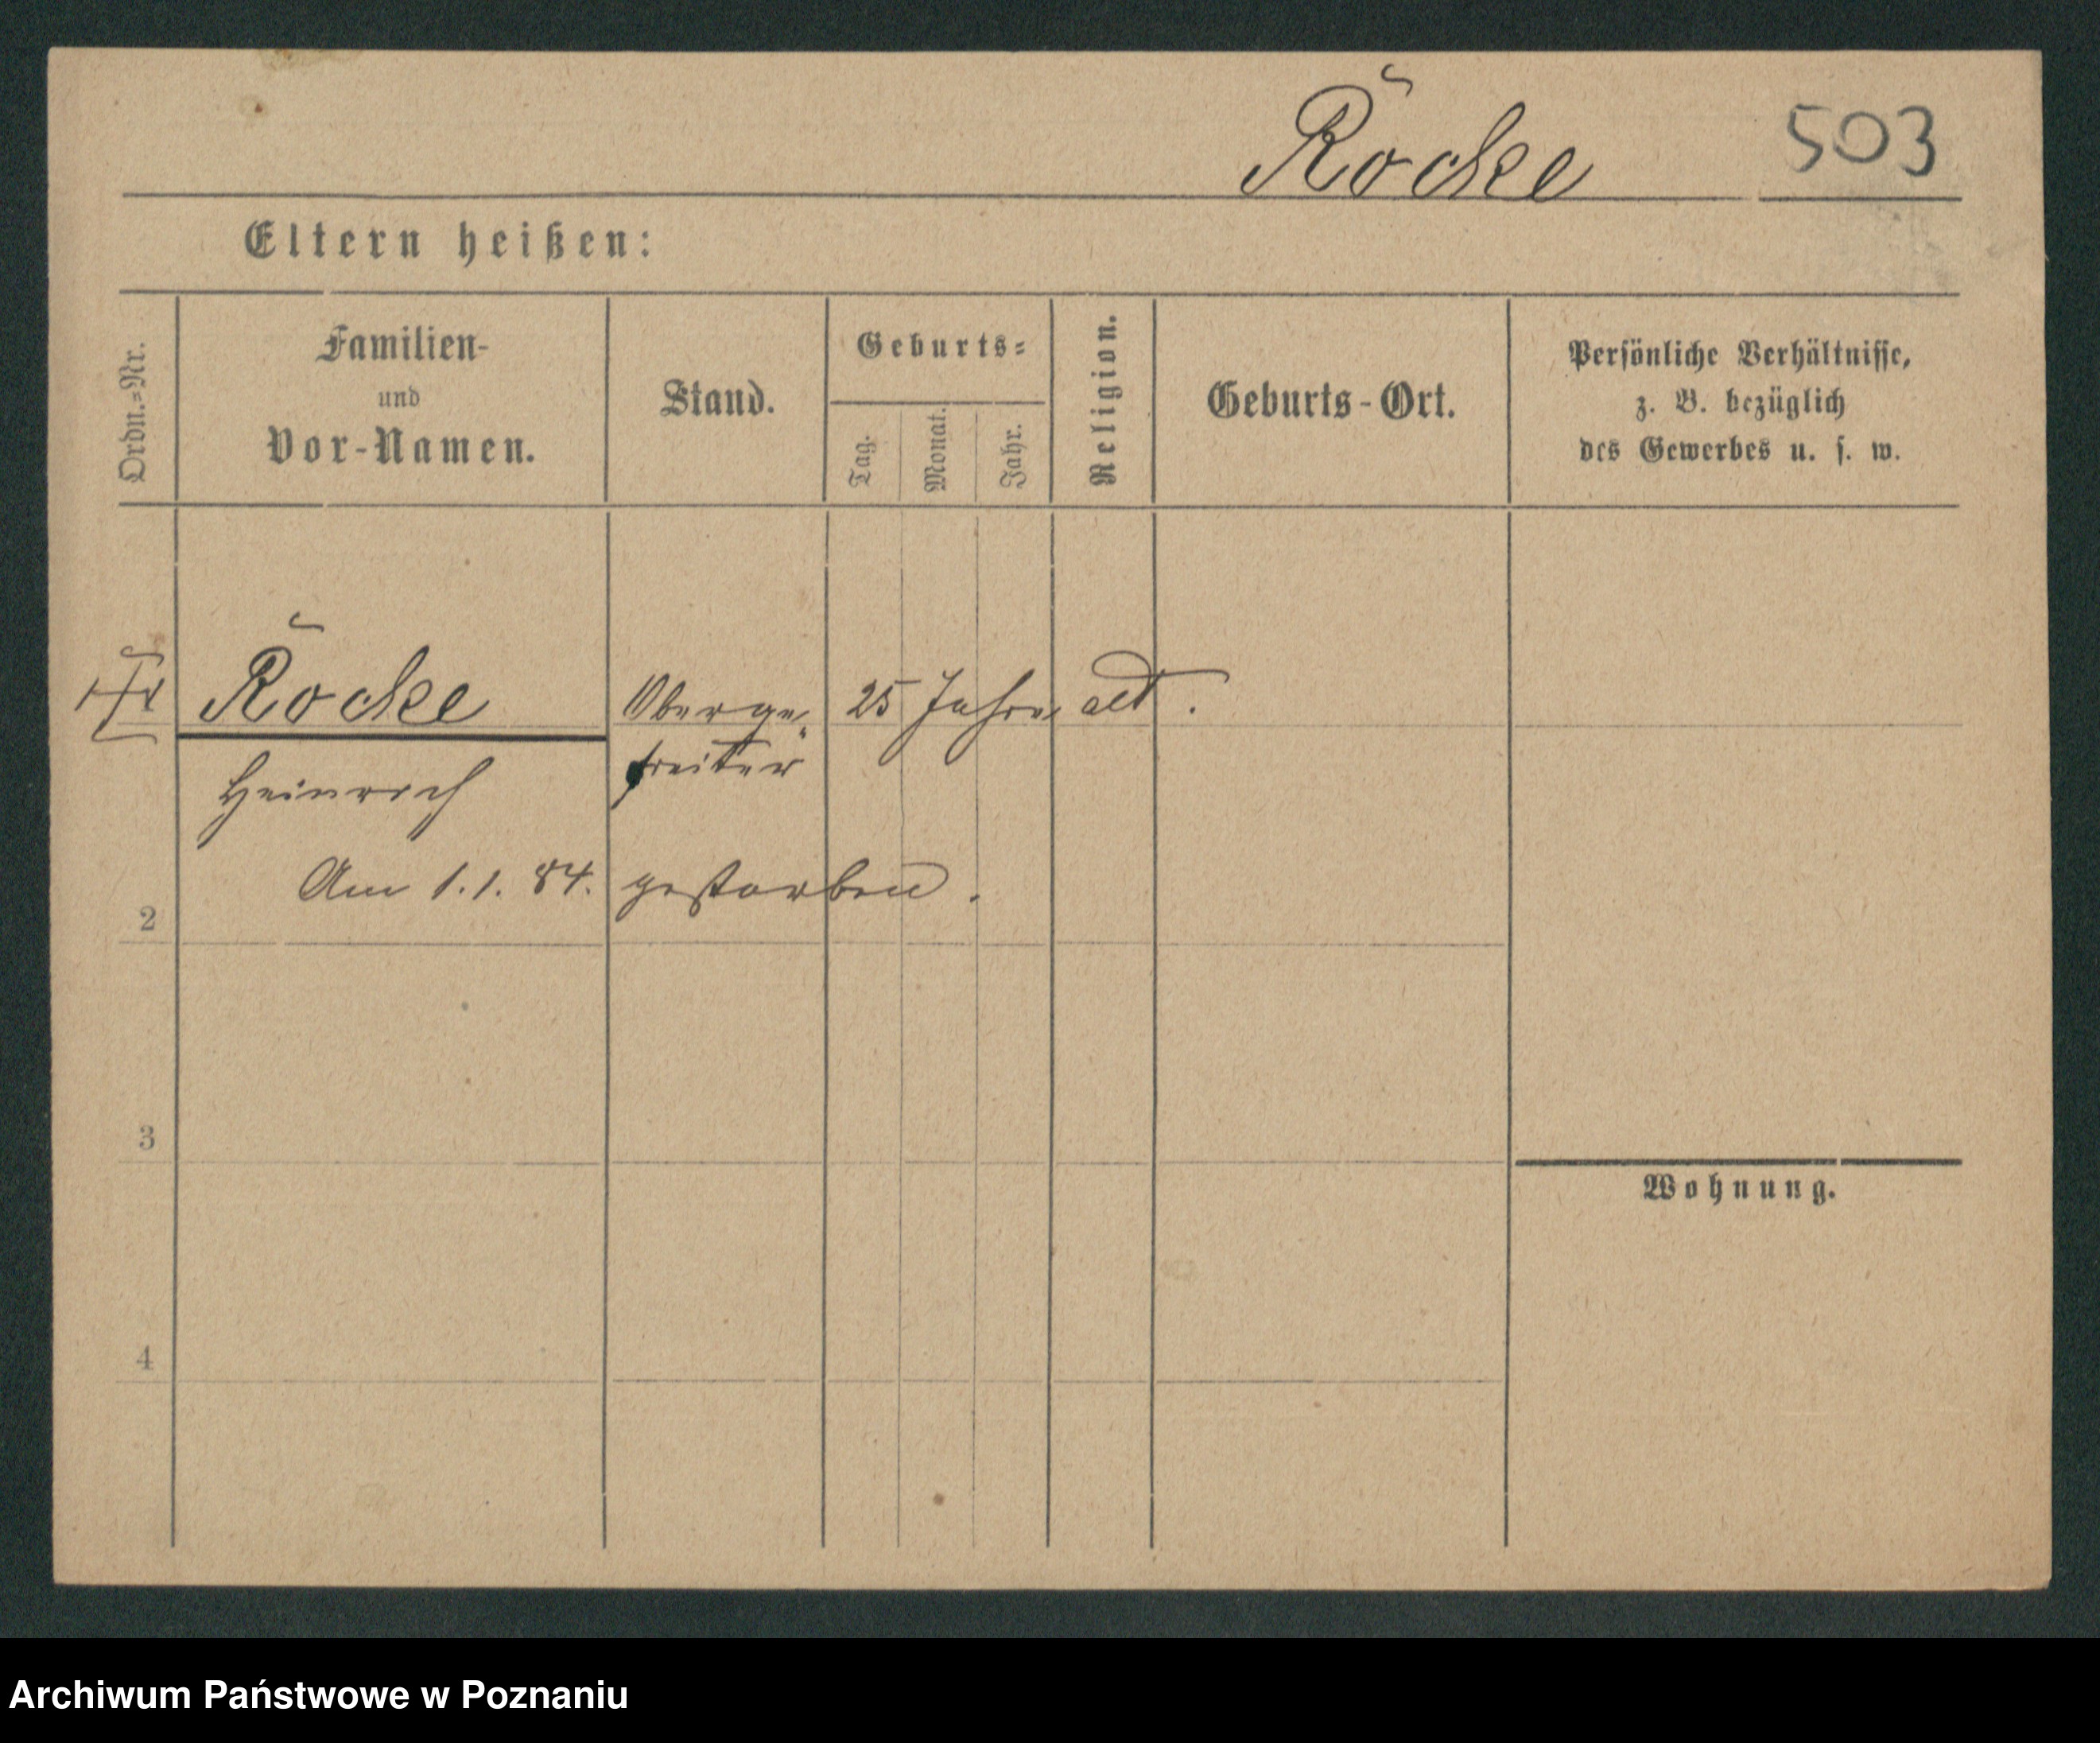 Röcke 503
Eltern heißen:
Ordn.-Nr.
Familien-
und
Vor-Namen.
Stand.
Geburts-
Tag.
Monat.
Jahr.
Religion.
Geburts-Ort.
Persönliche Verhältnisse,
z. B. bezüglich
des Gewerbes u. s. w.
Röcke Oberge- 25 Jahre alt.
Heinrich freiter
Am 1.1.84. gestorben.
2
3
Wohnung.
4
Archiwum Państwowe w Poznaniu